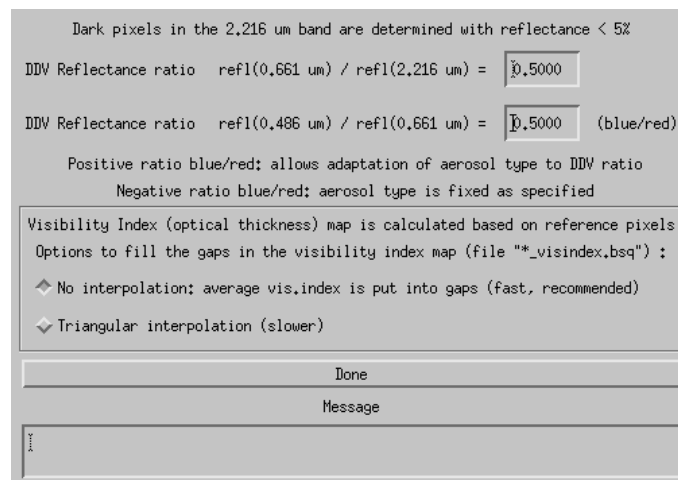 Dark pixels in the 2.216 um band are determined with reflectance < 5%
DDV Reflectance ratio refl(0.661 um) / refl(2.216 um) = 0.5000
DDV Reflectance ratio refl(0.486 um) / refl(0.661 um) = 0.5000 (blue/red)
Positive ratio blue/red: allows adaptation of aerosol type to DDV ratio
Negative ratio blue/red: aerosol type is fixed as specified
Visibility Index (optical thickness) map is calculated based on reference pixels
Options to fill the gaps in the visibility index map (file "*_visindex.bsq") :
No interpolation: average vis.index is put into gaps (fast, recommended)
Triangular interpolation (slower)
Done
Message